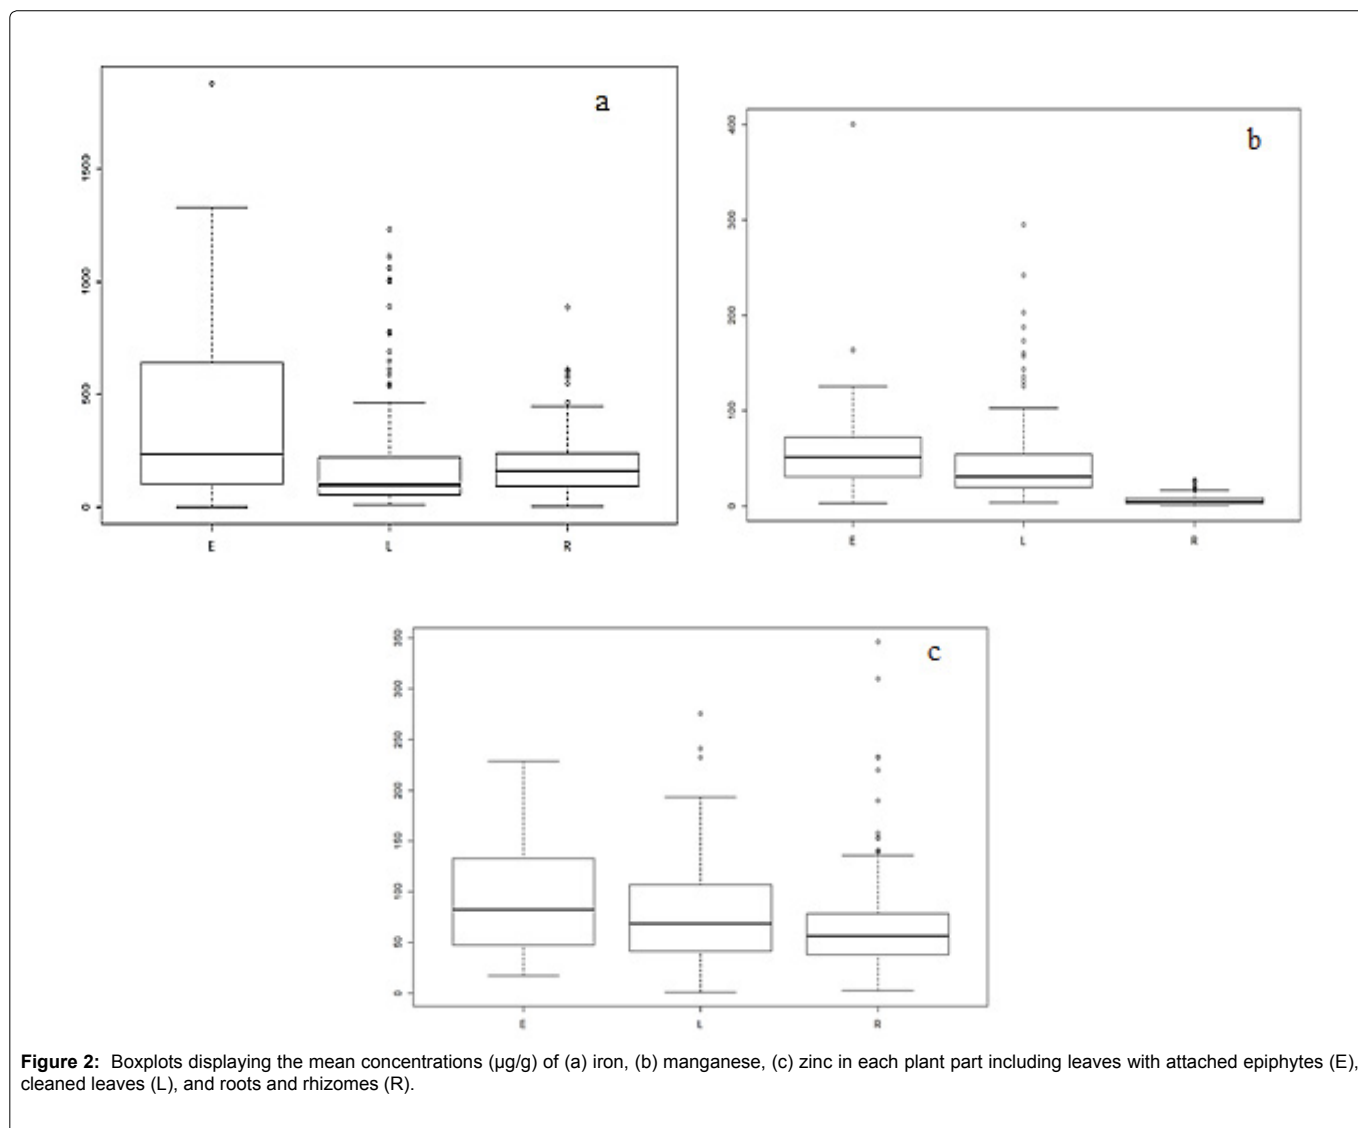 a
1500
1000
500
0
E
L
R
b
400
300
200
100
0
E
L
R
c
350
300
250
200
150
100
50
0
E
L
R
Figure 2: Boxplots displaying the mean concentrations (µg/g) of (a) iron, (b) manganese, (c) zinc in each plant part including leaves with attached epiphytes (E),
cleaned leaves (L), and roots and rhizomes (R).